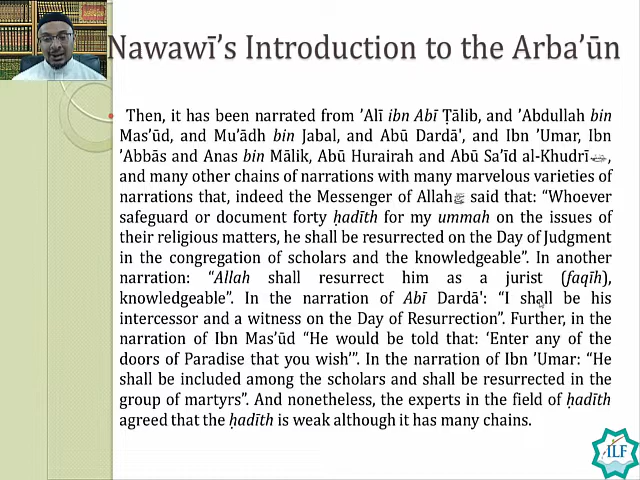 Nawawī’s Introduction to the Arba’ūn
Then, it has been narrated from ’Alī ibn Abī Ṭālib, and ’Abdullah bin
Mas’ūd, and Mu’ādh bin Jabal, and Abū Dardā', and Ibn ’Umar, Ibn
’Abbās and Anas bin Mālik, Abū Hurairah and Abū Sa’īd al-Khudrī,
and many other chains of narrations with many marvelous varieties of
narrations that, indeed the Messenger of Allah ﷺ said that: “Whoever
safeguard or document forty ḥadīth for my ummah on the issues of
their religious matters, he shall be resurrected on the Day of Judgment
in the congregation of scholars and the knowledgeable”. In another
narration: “Allah shall resurrect him as a jurist (faqīh),
knowledgeable”. In the narration of Abī Dardā': “I shall be his
intercessor and a witness on the Day of Resurrection”. Further, in the
narration of Ibn Mas’ūd “He would be told that: ‘Enter any of the
doors of Paradise that you wish’”. In the narration of Ibn ’Umar: “He
shall be included among the scholars and shall be resurrected in the
group of martyrs”. And nonetheless, the experts in the field of ḥadīth
agreed that the ḥadīth is weak although it has many chains.
ILF